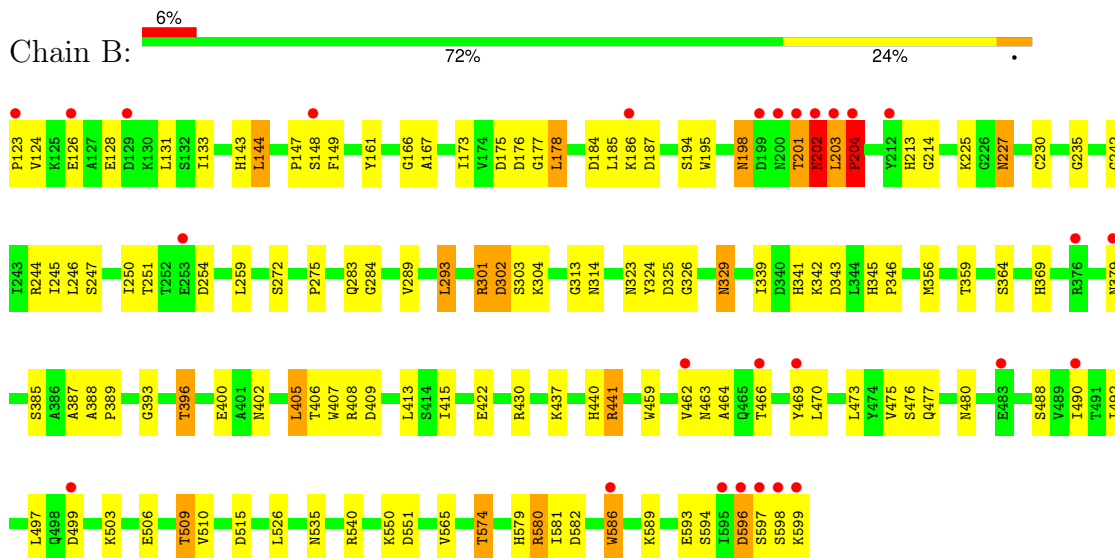 6%
Chain B:
72% 24% •
P123 V124 K125 E126 A127 E128 D129 K130 L131 S132 I133 H143 L144 P147 S148 F149 Y161 G166 A167 I173 V174 D175 D176 G177 L178 D184 L185 K186 D187 S194 W195 N198 D199 N200 T201 N202 L203 P204 Y212 H213 G214 K225 G226 N227 C230 G235 G242
I243 R244 I245 L246 S247 I250 T251 T252 E253 D254 L259 S272 P275 Q283 G284 V289 L293 R301 D302 S303 K304 G313 N314 N323 Y324 D325 G326 N329 I339 D340 H341 K342 D343 L344 H345 P346 M356 T359 S364 H369 R376 N379
S385 A386 A387 A388 P389 G393 T396 E400 A401 N402 L405 T406 W407 R408 D409 L413 S414 I415 E422 R430 K437 H440 R441 W459 V462 N463 A464 Q465 T466 Y469 L470 L473 Y474 V475 S476 Q477 N480 E483 S488 V489 I490 T491
L497 Q498 D499 K503 E506 T509 V510 D515 L526 N535 R540 K550 D551 V565 T574 H579 R580 I581 D582 W586 K589 E593 S594 I595 D596 S597 S598 K599